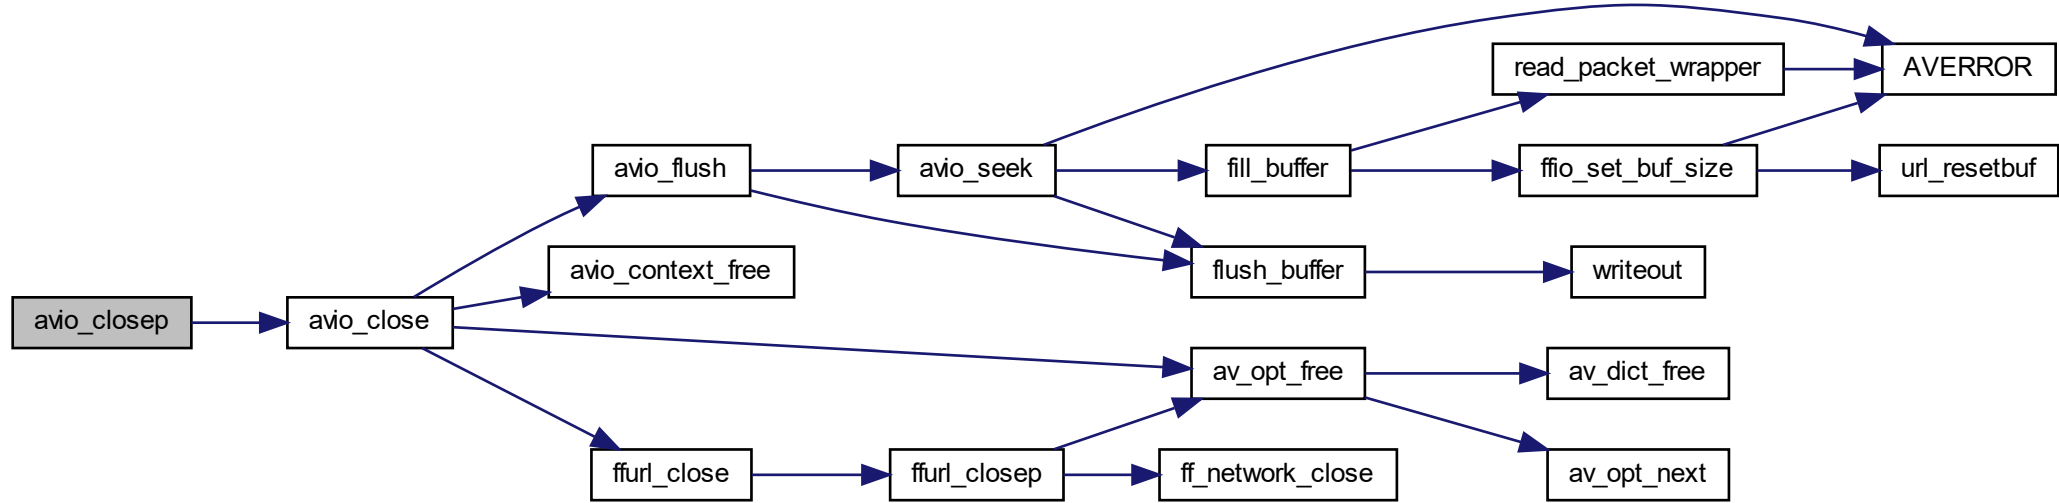 read_packet_wrapper
AVERROR
avio_flush
avio_seek
fill_buffer
ffio_set_buf_size
url_resetbuf
avio_context_free
flush_buffer
writeout
avio_closep
avio_close
av_opt_free
av_dict_free
ffurl_close
ffurl_closep
ff_network_close
av_opt_next